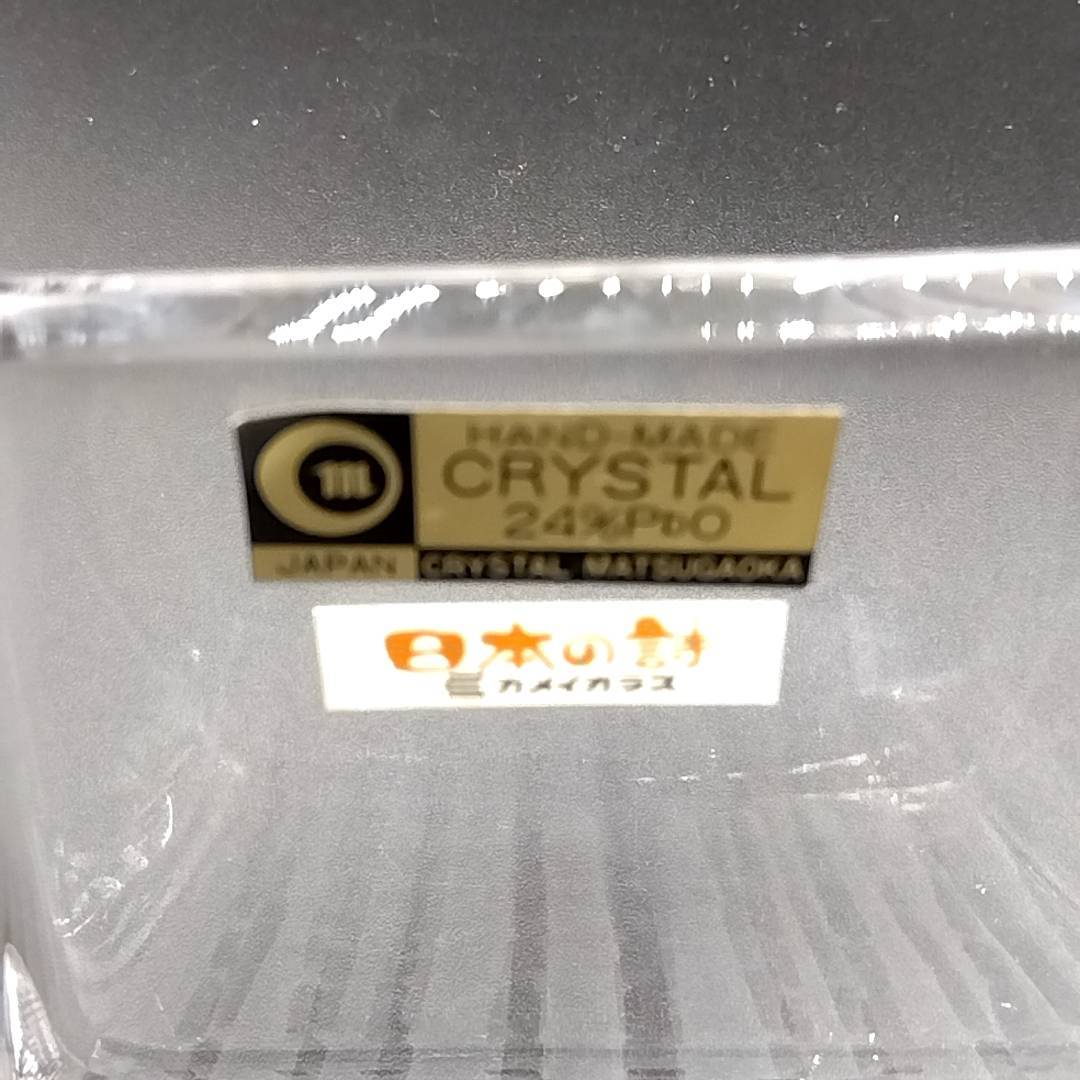 m
HAND-MADE
CRYSTAL
24%PbO
JAPAN
CRYSTAL MATSUGAOKA
日本の詩
カメイガラス